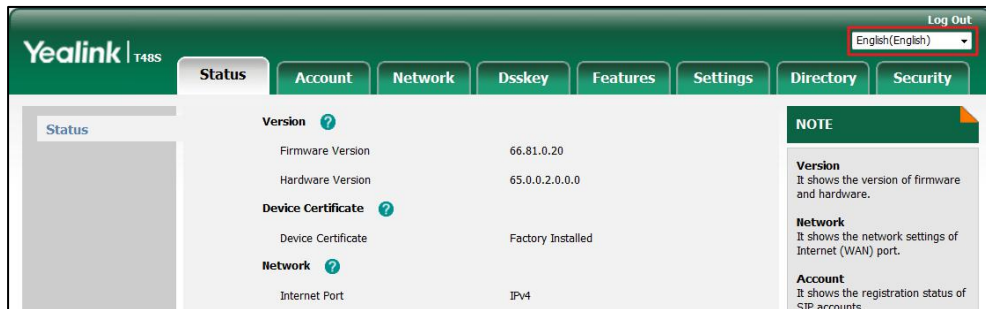 Log Out
English(English)
Yealink | T48S
Status Account Network Dsskey Features Settings Directory Security
Status
Version ?
Firmware Version 66.81.0.20
Hardware Version 65.0.0.2.0.0.0
Device Certificate ?
Device Certificate Factory Installed
Network ?
Internet Port IPv4
NOTE
Version
It shows the version of firmware
and hardware.
Network
It shows the network settings of
Internet (WAN) port.
Account
It shows the registration status of
SIP accounts.